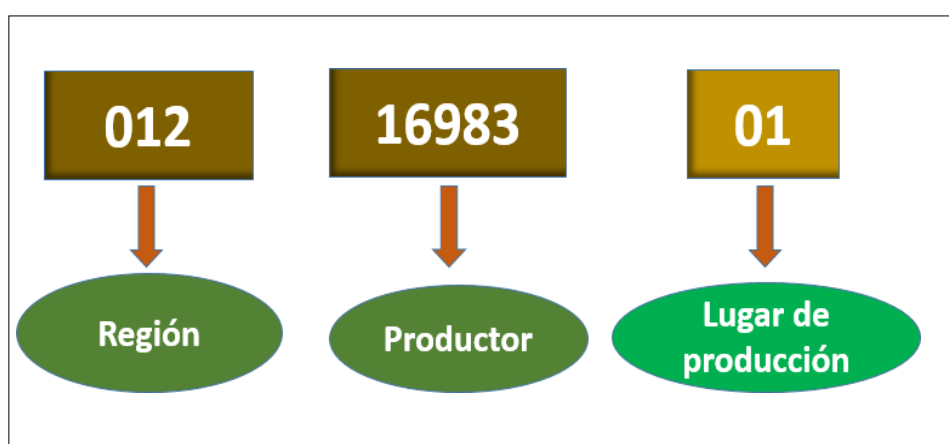 012
16983
01
Región
Productor
Lugar de
producción